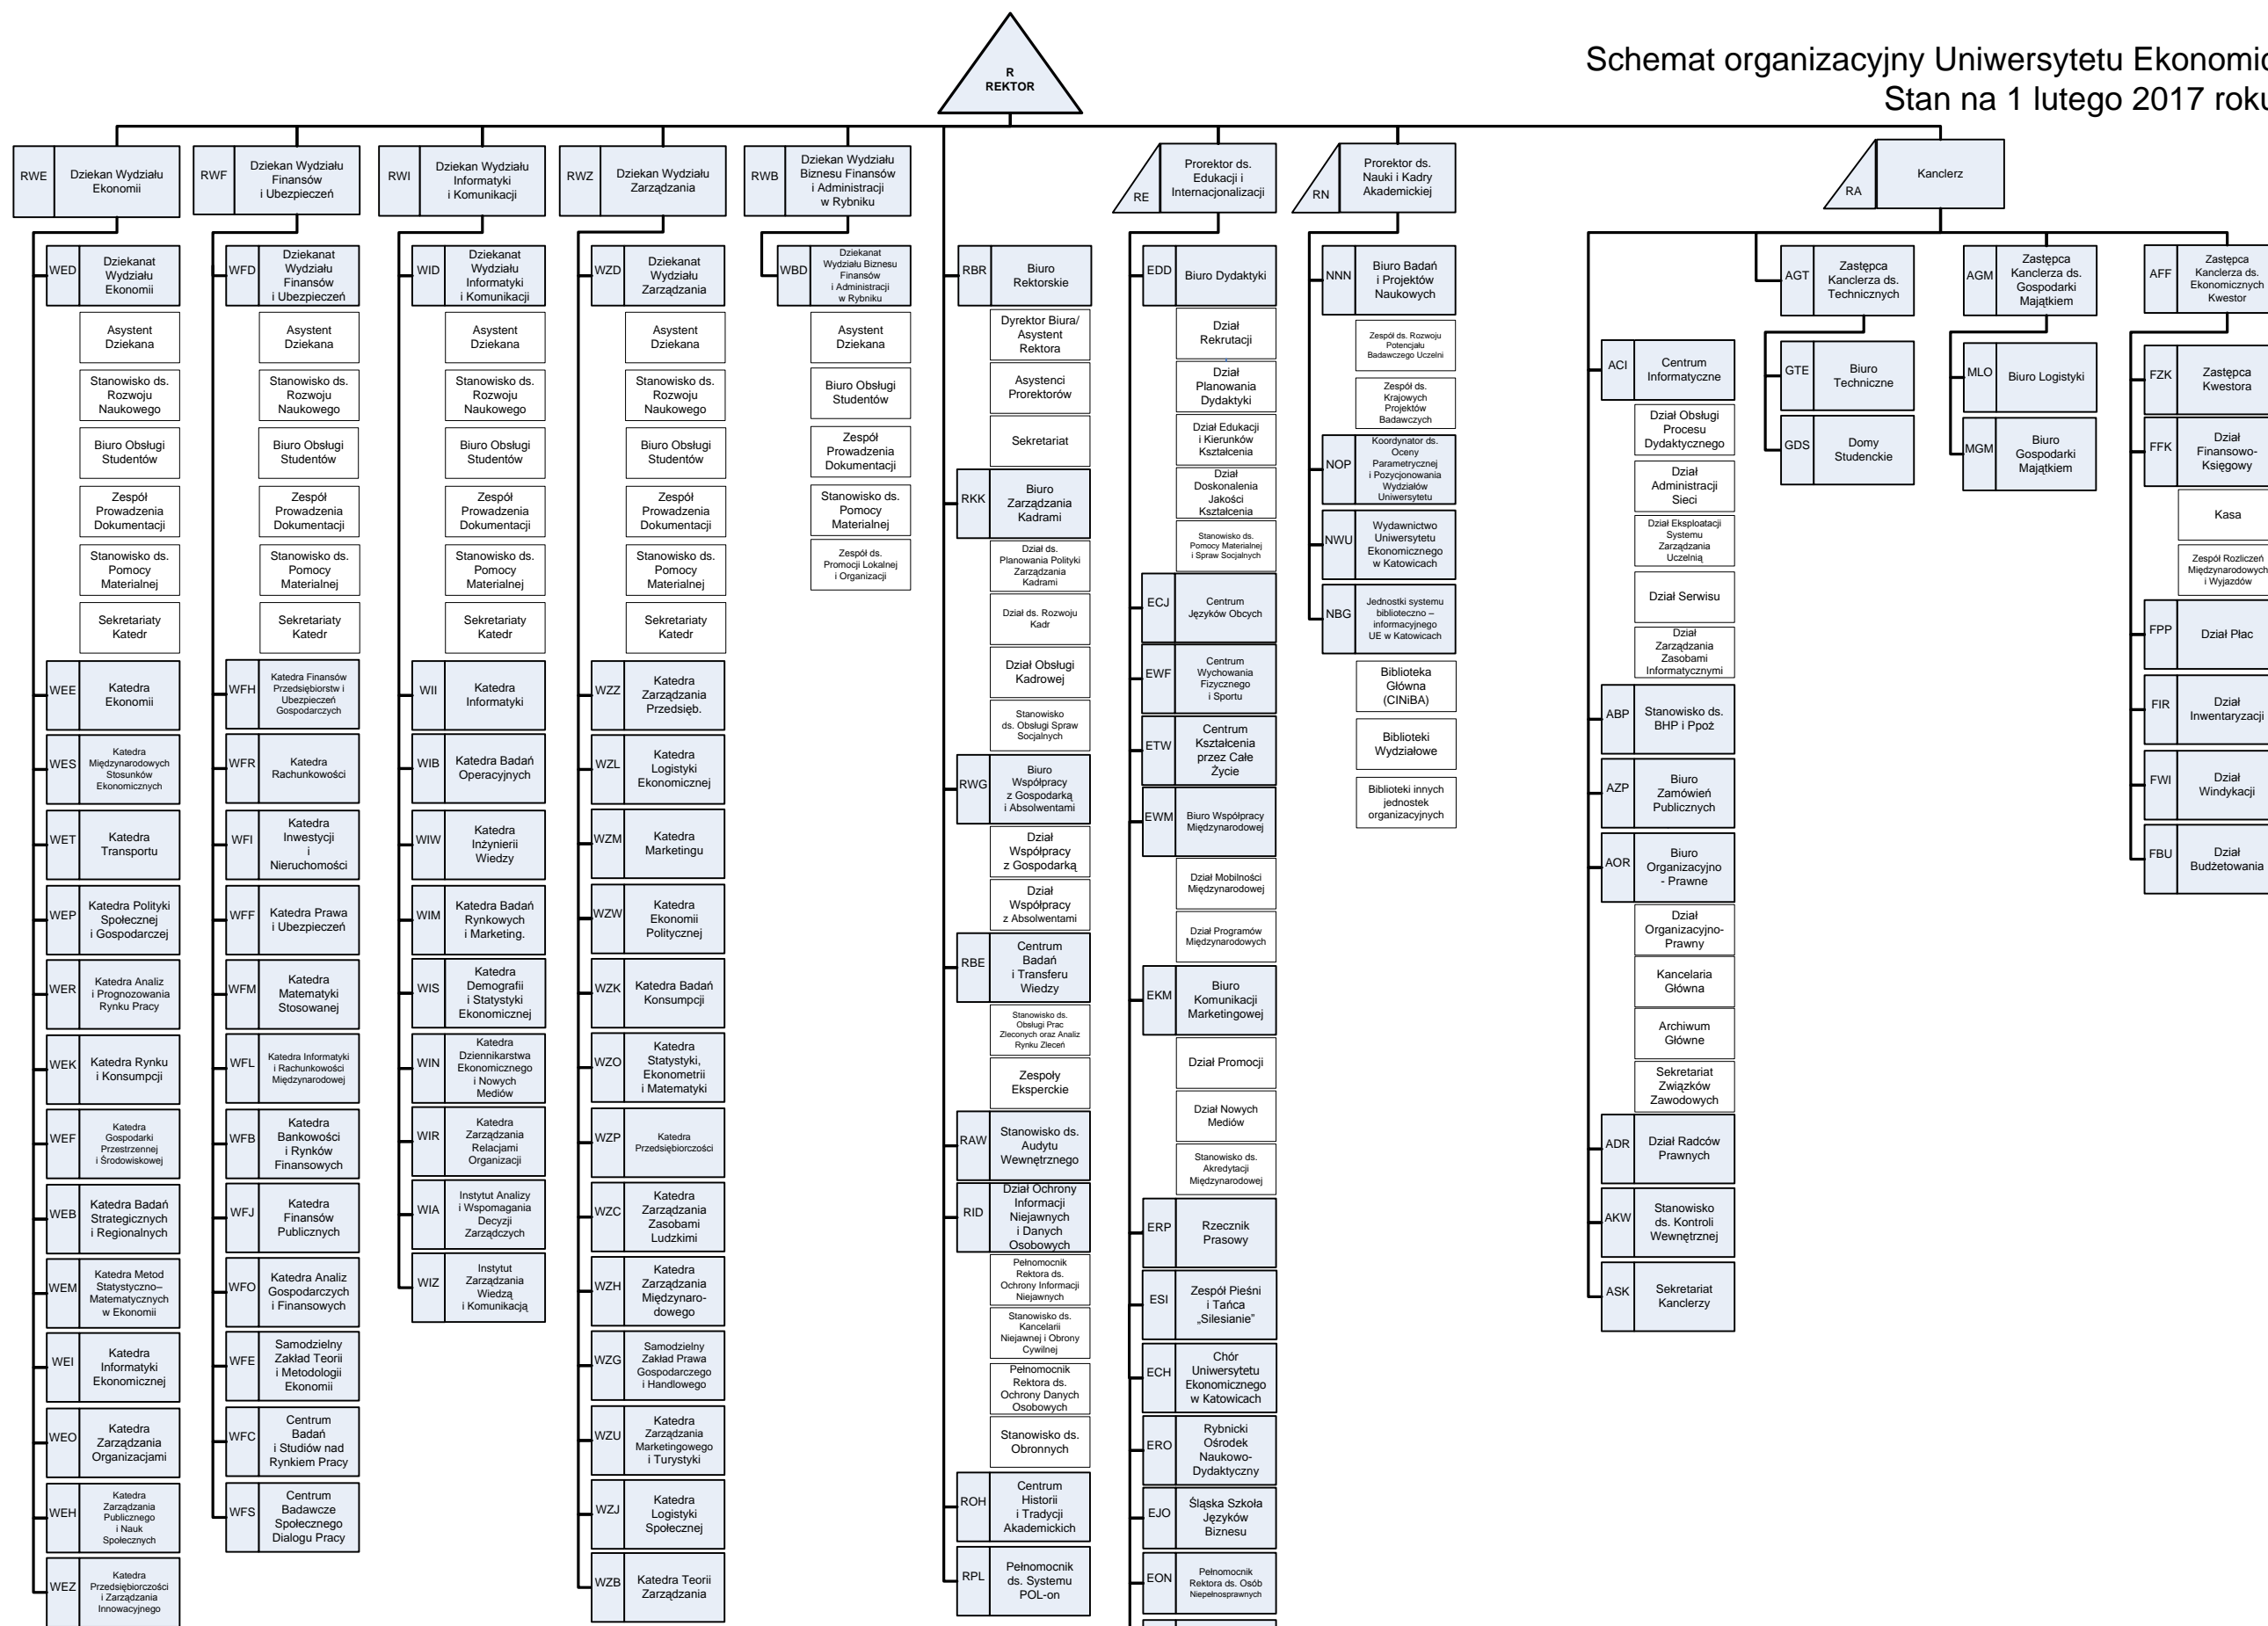 Schemat organizacyjny Uniwersytetu Ekonomic
Stan na 1 lutego 2017 roku
R
REKTOR
RWE
Dziekan Wydziału
Ekonomii
RWF
Dziekan Wydziału
Finansów
i Ubezpieczeń
RWI
Dziekan Wydziału
Informatyki
i Komunikacji
RWZ
Dziekan Wydziału
Zarządzania
RWB
Dziekan Wydziału
Biznesu Finansów
i Administracji
w Rybniku
RE
Prorektor ds.
Edukacji i
Internacjonalizacji
RN
Prorektor ds.
Nauki i Kadry
Akademickiej
RA
Kanclerz
WED
Dziekanat
Wydziału
Ekonomii
Asystent
Dziekana
Stanowisko ds.
Rozwoju
Naukowego
Biuro Obsługi
Studentów
Zespół
Prowadzenia
Dokumentacji
Stanowisko ds.
Pomocy
Materialnej
Sekretariaty
Katedr
WEE
Katedra
Ekonomii
WES
Katedra
Międzynarodowych
Stosunków
Ekonomicznych
WET
Katedra
Transportu
WEP
Katedra Polityki
Społecznej
i Gospodarczej
WER
Katedra Analiz
i Prognozowania
Rynku Pracy
WEK
Katedra Rynku
i Konsumpcji
WEF
Katedra
Gospodarki
Przestrzennej
i Środowiskowej
WEB
Katedra Badań
Strategicznych
i Regionalnych
WEM
Katedra Metod
Statystyczno–
Matematycznych
w Ekonomii
WEI
Katedra
Informatyki
Ekonomicznej
WEO
Katedra
Zarządzania
Organizacjami
WEH
Katedra
Zarządzania
Publicznego
i Nauk
Społecznych
WEZ
Katedra
Przedsiębiorczości
i Zarządzania
Innowacyjnego
WFD
Dziekanat
Wydziału
Finansów
i Ubezpieczeń
Asystent
Dziekana
Stanowisko ds.
Rozwoju
Naukowego
Biuro Obsługi
Studentów
Zespół
Prowadzenia
Dokumentacji
Stanowisko ds.
Pomocy
Materialnej
Sekretariaty
Katedr
WFH
Katedra Finansów
Przedsiębiorstw i
Ubezpieczeń
Gospodarczych
WFR
Katedra
Rachunkowości
WFI
Katedra
Inwestycji
i
Nieruchomości
WFF
Katedra Prawa
i Ubezpieczeń
WFM
Katedra
Matematyki
Stosowanej
WFL
Katedra Informatyki
i Rachunkowości
Międzynarodowej
WFB
Katedra
Bankowości
i Rynków
Finansowych
WFJ
Katedra
Finansów
Publicznych
WFO
Katedra Analiz
Gospodarczych
i Finansowych
WFE
Samodzielny
Zakład Teorii
i Metodologii
Ekonomii
WFC
Centrum
Badań
i Studiów nad
Rynkiem Pracy
WFS
Centrum
Badawcze
Społecznego
Dialogu Pracy
WID
Dziekanat
Wydziału
Informatyki
i Komunikacji
Asystent
Dziekana
Stanowisko ds.
Rozwoju
Naukowego
Biuro Obsługi
Studentów
Zespół
Prowadzenia
Dokumentacji
Stanowisko ds.
Pomocy
Materialnej
Sekretariaty
Katedr
WII
Katedra
Informatyki
WIB
Katedra Badań
Operacyjnych
WIW
Katedra
Inżynierii
Wiedzy
WIM
Katedra Badań
Rynkowych
i Marketing.
WIS
Katedra
Demografii
i Statystyki
Ekonomicznej
WIN
Katedra
Dziennikarstwa
Ekonomicznego
i Nowych
Mediów
WIR
Katedra
Zarządzania
Relacjami
Organizacji
WIA
Instytut Analizy
i Wspomagania
Decyzji
Zarządczych
WIZ
Instytut
Zarządzania
Wiedzą
i Komunikacją
WZD
Dziekanat
Wydziału
Zarządzania
Asystent
Dziekana
Stanowisko ds.
Rozwoju
Naukowego
Biuro Obsługi
Studentów
Zespół
Prowadzenia
Dokumentacji
Stanowisko ds.
Pomocy
Materialnej
Sekretariaty
Katedr
WZZ
Katedra
Zarządzania
Przedsięb.
WZL
Katedra
Logistyki
Ekonomicznej
WZM
Katedra
Marketingu
WZW
Katedra
Ekonomii
Politycznej
WZK
Katedra Badań
Konsumpcji
WZO
Katedra
Statystyki,
Ekonometrii
i Matematyki
WZP
Katedra
Przedsiębiorczości
WZC
Katedra
Zarządzania
Zasobami
Ludzkimi
WZH
Katedra
Zarządzania
Międzynaro-
dowego
WZG
Samodzielny
Zakład Prawa
Gospodarczego
i Handlowego
WZU
Katedra
Zarządzania
Marketingowego
i Turystyki
WZJ
Katedra
Logistyki
Społecznej
WZB
Katedra Teorii
Zarządzania
WBD
Dziekanat
Wydziału Biznesu
Finansów
i Administracji
w Rybniku
Asystent
Dziekana
Biuro Obsługi
Studentów
Zespół
Prowadzenia
Dokumentacji
Stanowisko ds.
Pomocy
Materialnej
Zespół ds.
Promocji Lokalnej
i Organizacji
RBR
Biuro
Rektorskie
Dyrektor Biura/
Asystent
Rektora
Asystenci
Prorektorów
Sekretariat
RKK
Biuro
Zarządzania
Kadrami
Dział ds.
Planowania Polityki
Zarządzania
Kadrami
Dział ds. Rozwoju
Kadr
Dział Obsługi
Kadrowej
Stanowisko
ds. Obsługi Spraw
Socjalnych
RWG
Biuro
Współpracy
z Gospodarką
i Absolwentami
Dział
Współpracy
z Gospodarką
Dział
Współpracy
z Absolwentami
RBE
Centrum
Badań
i Transferu
Wiedzy
Stanowisko ds.
Obsługi Prac
Zleconych oraz Analiz
Rynku Zleceń
Zespoły
Eksperckie
RAW
Stanowisko ds.
Audytu
Wewnętrznego
RID
Dział Ochrony
Informacji
Niejawnych
i Danych
Osobowych
Pełnomocnik
Rektora ds.
Ochrony Informacji
Niejawnych
Stanowisko ds.
Kancelarii
Niejawnej i Obrony
Cywilnej
Pełnomocnik
Rektora ds.
Ochrony Danych
Osobowych
Stanowisko ds.
Obronnych
ROH
Centrum
Historii
i Tradycji
Akademickich
RPL
Pełnomocnik
ds. Systemu
POL-on
EDD
Biuro Dydaktyki
Dział
Rekrutacji
Dział
Planowania
Dydaktyki
Dział Edukacji
i Kierunków
Kształcenia
Dział
Doskonalenia
Jakości
Kształcenia
Stanowisko ds.
Pomocy Materialnej
i Spraw Socjalnych
ECJ
Centrum
Języków Obcych
EWF
Centrum
Wychowania
Fizycznego
i Sportu
ETW
Centrum
Kształcenia
przez Całe
Życie
EWM
Biuro Współpracy
Międzynarodowej
Dział Mobilności
Międzynarodowej
Dział Programów
Międzynarodowych
EKM
Biuro
Komunikacji
Marketingowej
Dział Promocji
Dział Nowych
Mediów
Stanowisko ds.
Akredytacji
Międzynarodowej
ERP
Rzecznik
Prasowy
ESI
Zespół Pieśni
i Tańca
„Silesianie”
ECH
Chór
Uniwersytetu
Ekonomicznego
w Katowicach
ERO
Rybnicki
Ośrodek
Naukowo-
Dydaktyczny
EJO
Śląska Szkoła
Języków
Biznesu
EON
Pełnomocnik
Rektora ds. Osób
Niepełnosprawnych
NNN
Biuro Badań
i Projektów
Naukowych
Zespół ds. Rozwoju
Potencjału
Badawczego Uczelni
Zespół ds.
Krajowych
Projektów
Badawczych
NOP
Koordynator ds.
Oceny
Parametrycznej
i Pozycjonowania
Wydziałów
Uniwersytetu
NWU
Wydawnictwo
Uniwersytetu
Ekonomicznego
w Katowicach
NBG
Jednostki systemu
biblioteczno –
informacyjnego
UE w Katowicach
Biblioteka
Główna
(CINiBA)
Biblioteki
Wydziałowe
Biblioteki innych
jednostek
organizacyjnych
ACI
Centrum
Informatyczne
Dział Obsługi
Procesu
Dydaktycznego
Dział
Administracji
Sieci
Dział Eksploatacji
Systemu
Zarządzania
Uczelnią
Dział Serwisu
Dział
Zarządzania
Zasobami
Informatycznymi
ABP
Stanowisko ds.
BHP i Ppoż
AZP
Biuro
Zamówień
Publicznych
AOR
Biuro
Organizacyjno
- Prawne
Dział
Organizacyjno-
Prawny
Kancelaria
Główna
Archiwum
Główne
Sekretariat
Związków
Zawodowych
ADR
Dział Radców
Prawnych
AKW
Stanowisko
ds. Kontroli
Wewnętrznej
ASK
Sekretariat
Kanclerzy
AGT
Zastępca
Kanclerza ds.
Technicznych
GTE
Biuro
Techniczne
GDS
Domy
Studenckie
AGM
Zastępca
Kanclerza ds.
Gospodarki
Majątkiem
MLO
Biuro Logistyki
MGM
Biuro
Gospodarki
Majątkiem
AFF
Zastępca
Kanclerza ds.
Ekonomicznych
Kwestor
FZK
Zastępca
Kwestora
FFK
Dział
Finansowo-
Księgowy
Kasa
Zespół Rozliczeń
Międzynarodowych
i Wyjazdów
FPP
Dział Płac
FIR
Dział
Inwentaryzacji
FWI
Dział
Windykacji
FBU
Dział
Budżetowania